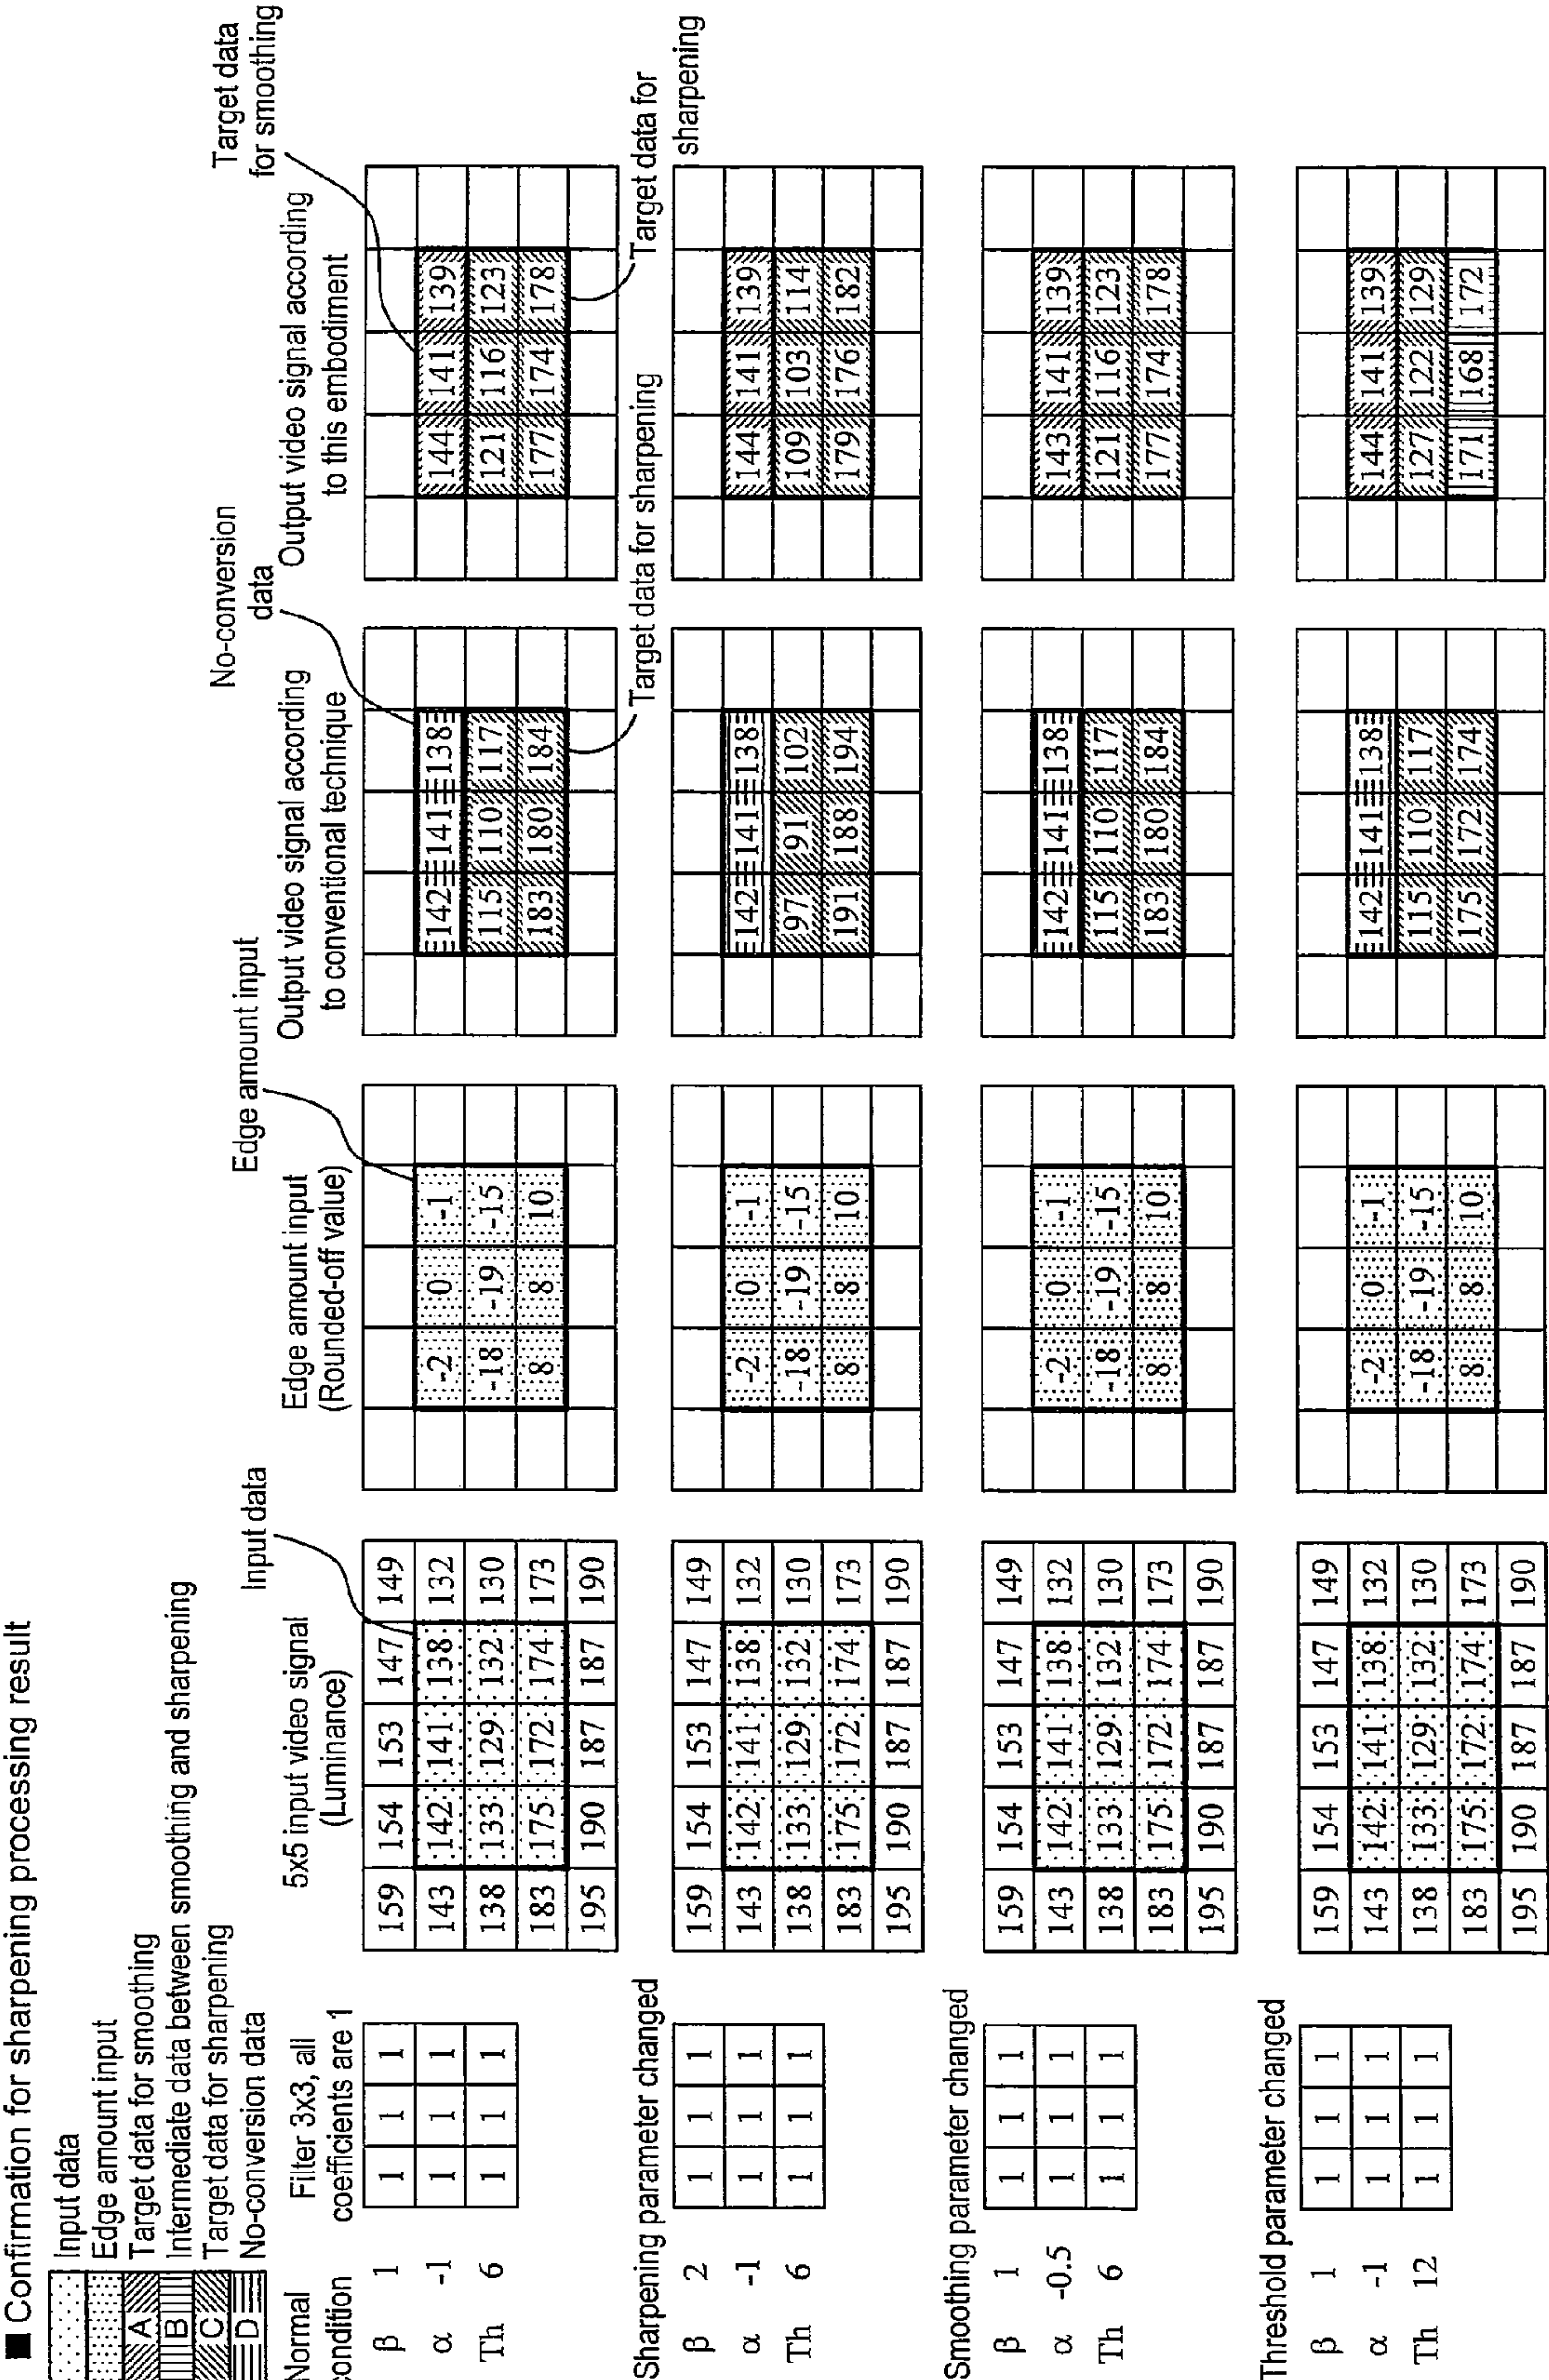 ■ Confirmation for sharpening processing result
Input data
Edge amount input
A Target data for smoothing
B Intermediate data between smoothing and sharpening
C Target data for sharpening
D No-conversion data
Normal
condition
Filter 3x3, all
coefficients are 1
5x5 input video signal
(Luminance)
Input data
Edge amount input
(Rounded-off value)
Edge amount input
Output video signal according
to conventional technique
No-conversion
data
Output video signal according
to this embodiment
Target data
for smoothing
β 1
α -1
Th 6
1 1 1
1 1 1
1 1 1
159 154 153 147 149
143 142 141 138 132
138 133 129 132 130
183 175 172 174 173
195 190 187 187 190
-2 0 -1
-18 -19 -15
8 8 10
142 141 138
115 110 117
183 180 184
144 141 139
121 116 123
177 174 178
Target data for sharpening
Target data for
sharpening
Sharpening parameter changed
β 2
α -1
Th 6
1 1 1
1 1 1
1 1 1
159 154 153 147 149
143 142 141 138 132
138 133 129 132 130
183 175 172 174 173
195 190 187 187 190
-2 0 -1
-18 -19 -15
8 8 10
142 141 138
97 91 102
191 188 194
144 141 139
109 103 114
179 176 182
Smoothing parameter changed
β 1
α -0.5
Th 6
1 1 1
1 1 1
1 1 1
159 154 153 147 149
143 142 141 138 132
138 133 129 132 130
183 175 172 174 173
195 190 187 187 190
-2 0 -1
-18 -19 -15
8 8 10
142 141 138
115 110 117
183 180 184
143 141 139
121 116 123
177 174 178
Threshold parameter changed
β 1
α -1
Th 12
1 1 1
1 1 1
1 1 1
159 154 153 147 149
143 142 141 138 132
138 133 129 132 130
183 175 172 174 173
195 190 187 187 190
-2 0 -1
-18 -19 -15
8 8 10
142 141 138
115 110 117
175 172 174
144 141 139
127 122 129
171 168 172